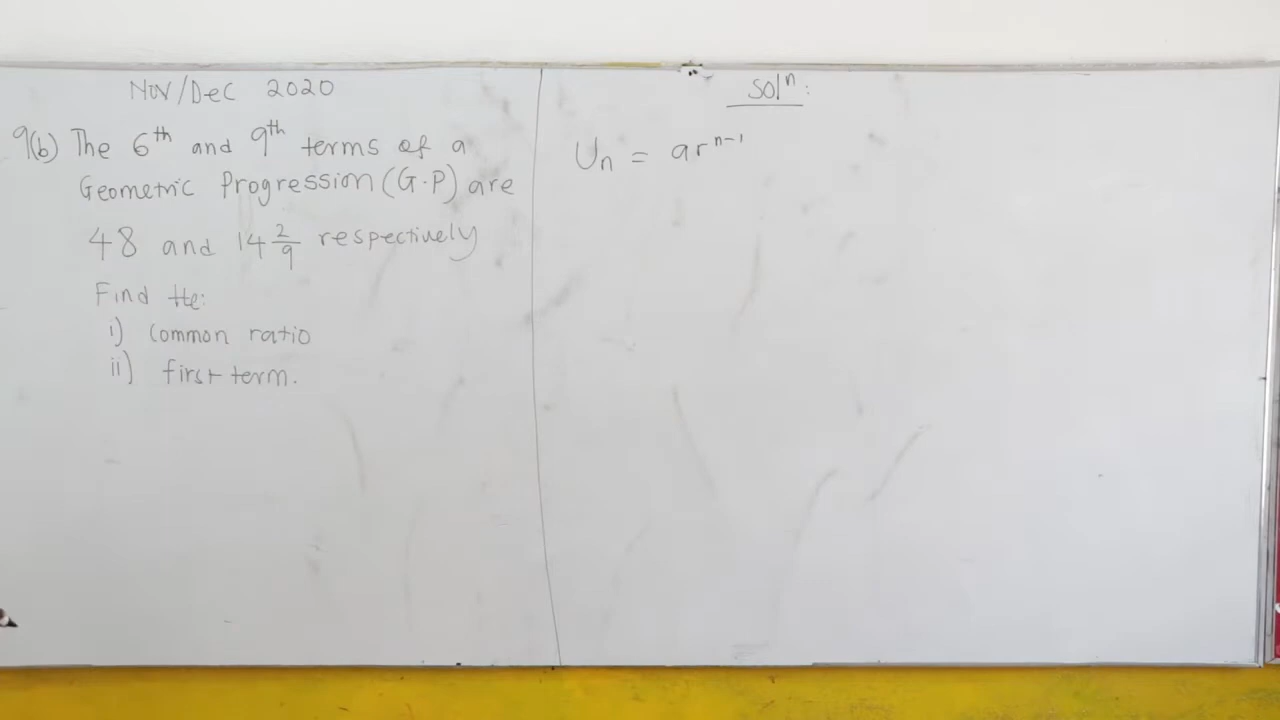 Nov/Dec 2020
9(b) The 6th and 9th terms of a
Geometric Progression (G.P) are
48 and 14 2/9 respectively
Find the:
i) Common ratio
ii) first term.
Soln:
Un = ar^n-1